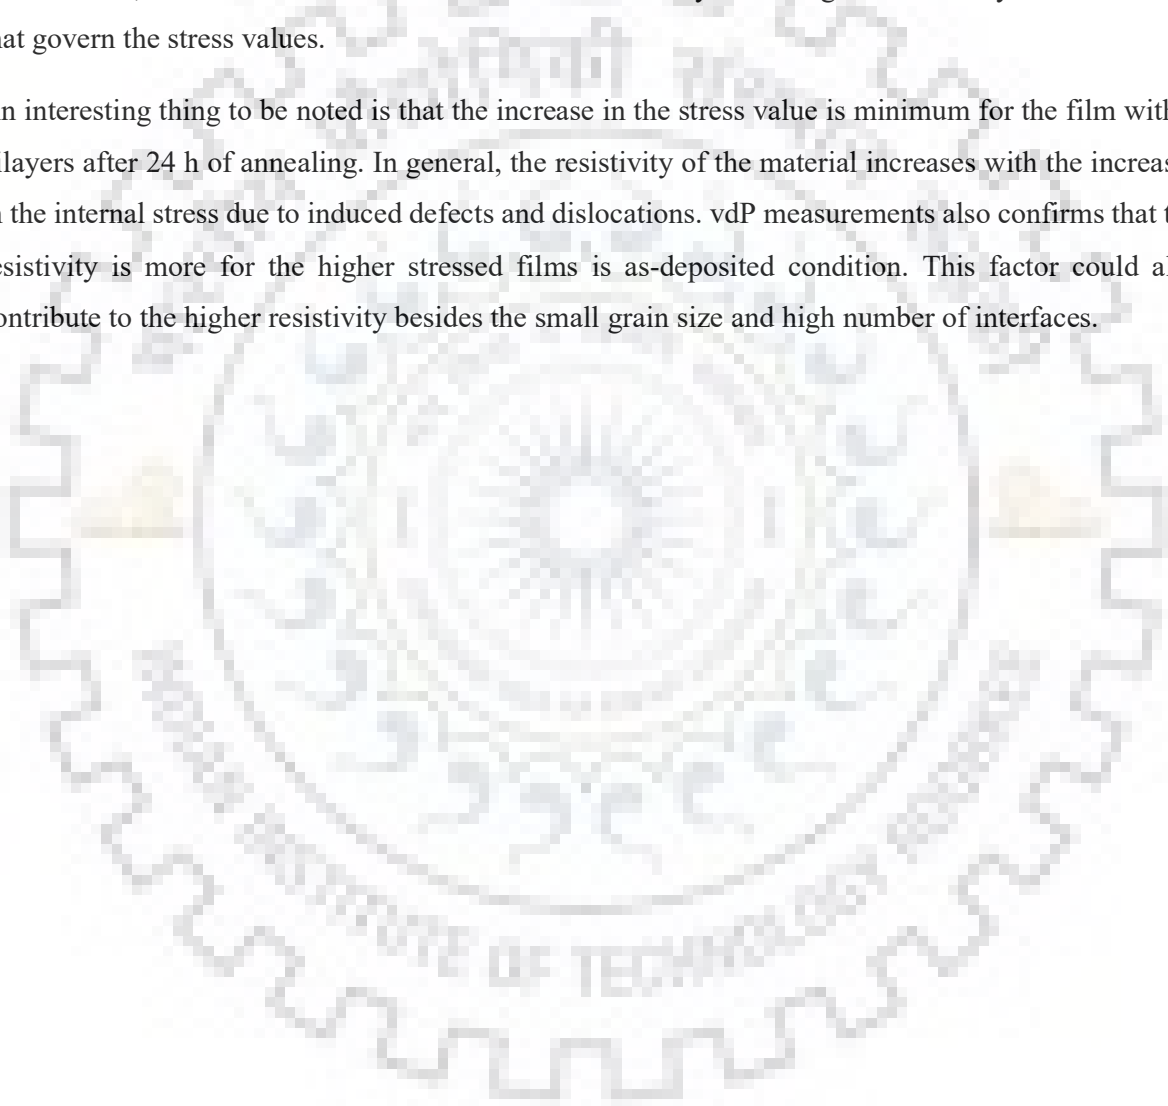 hat govern the stress values.
n interesting thing to be noted is that the increase in the stress value is minimum for the film with
ilayers after 24 h of annealing. In general, the resistivity of the material increases with the increas
n the internal stress due to induced defects and dislocations. vdP measurements also confirms that t
esistivity is more for the higher stressed films is as-deposited condition. This factor could al
ontribute to the higher resistivity besides the small grain size and high number of interfaces.
INSTITUTE OF TECHNOLOGY